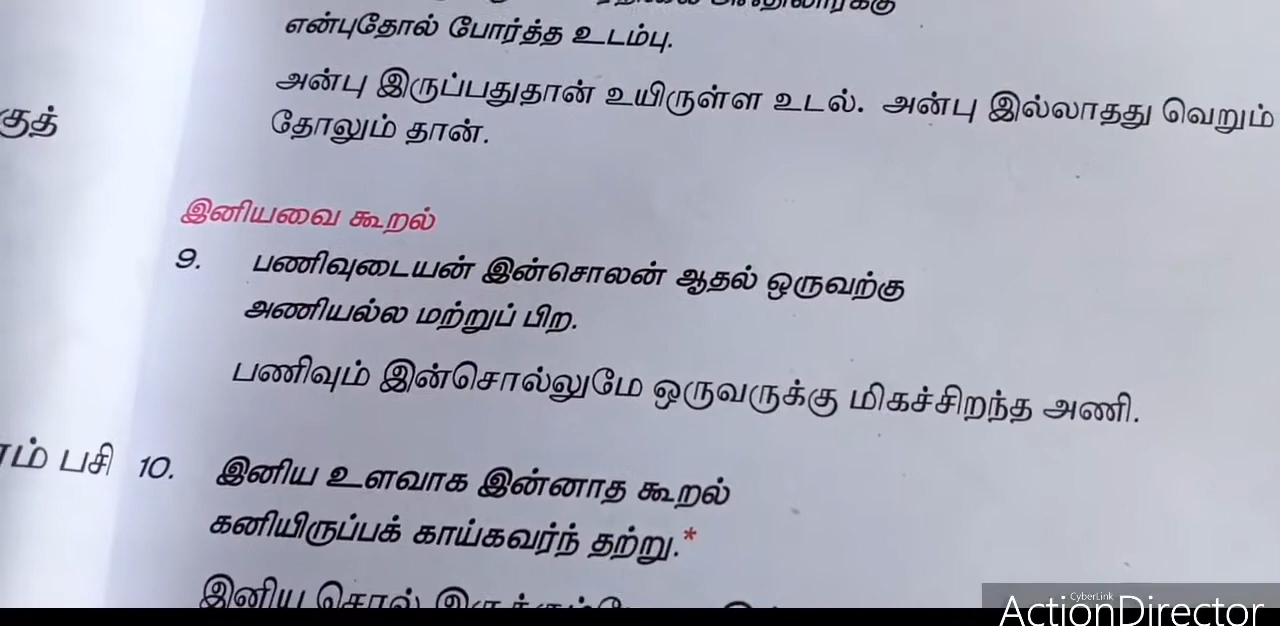 என்புதோல் போர்த்த உடம்பு.
அன்பு இருப்பதுதான் உயிருள்ள உடல். அன்பு இல்லாதது வெறும்
குத் தோலும் தான்.
இனியவை கூறல்
9. பணிவுடையன் இன்சொலன் ஆதல் ஒருவற்கு
அணியல்ல மற்றுப் பிற.
பணிவும் இன்சொல்லுமே ஒருவருக்கு மிகச்சிறந்த அணி.
பசி 10. இனிய உளவாக இன்னாத கூறல்
கனியிருப்பக் காய்கவர்ந் தற்று.*
இனிய சொல்
CyberLink
ActionDirector